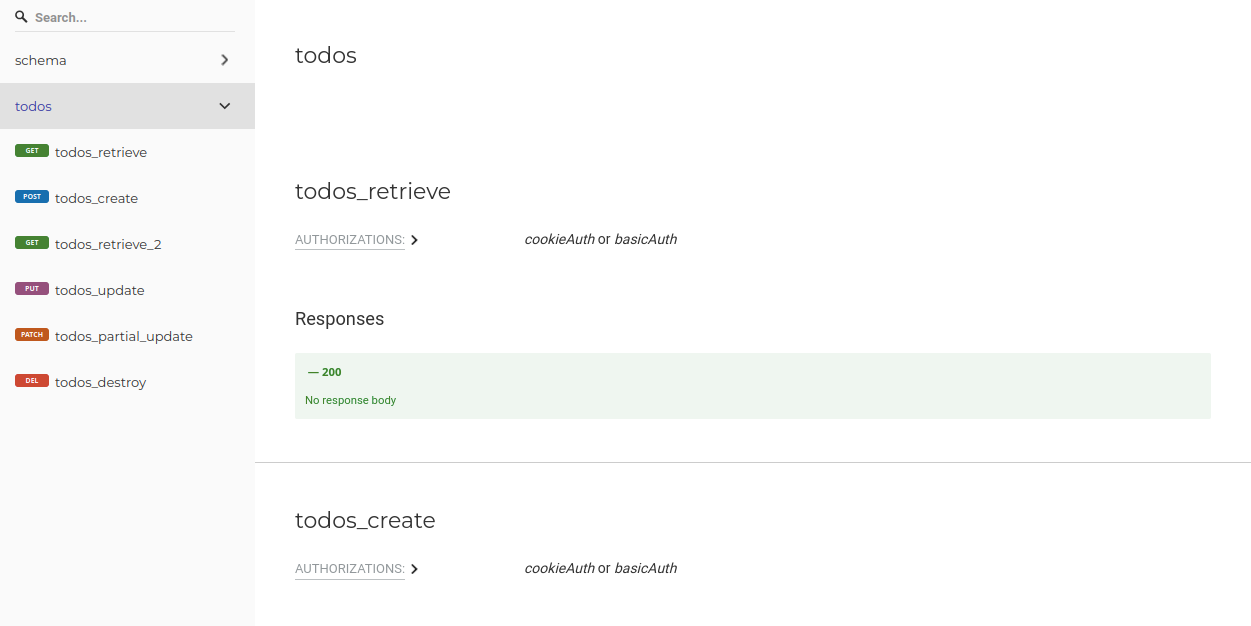 Search...
schema
todos
GET todos_retrieve
POST todos_create
GET todos_retrieve_2
PUT todos_update
PATCH todos_partial_update
DEL todos_destroy
todos
todos_retrieve
AUTHORIZATIONS: cookieAuth or basicAuth
Responses
— 200
No response body
todos_create
AUTHORIZATIONS: cookieAuth or basicAuth